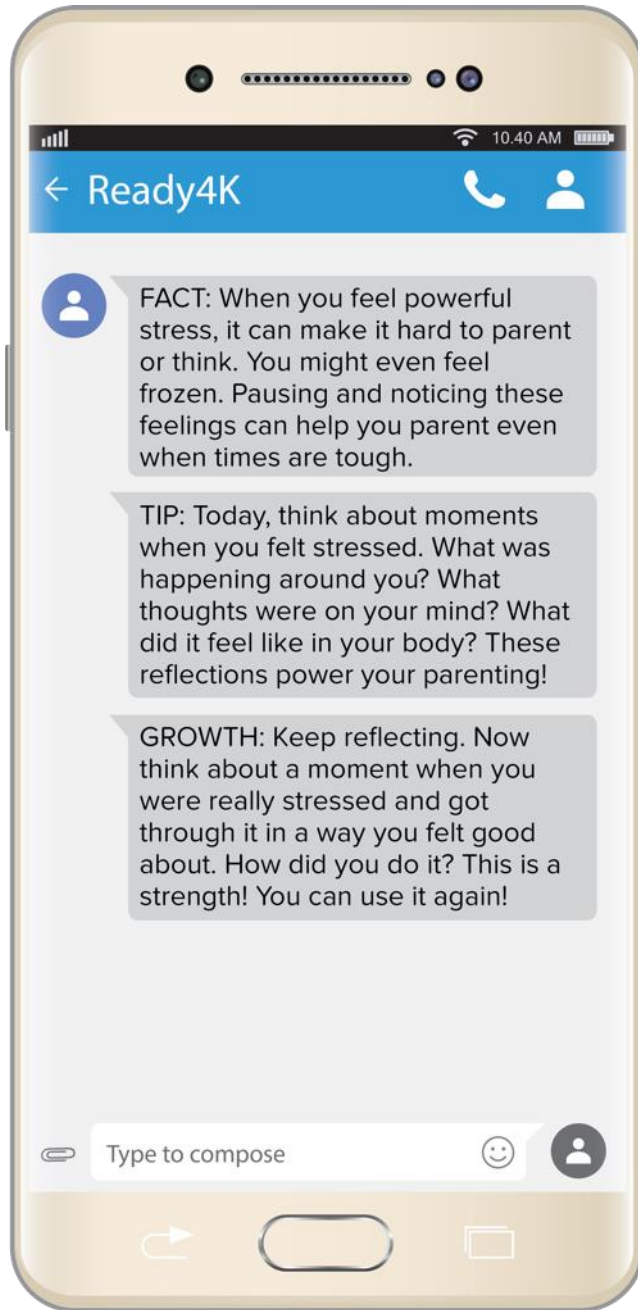 10.40 AM
Ready4K
FACT: When you feel powerful
stress, it can make it hard to parent
or think. You might even feel
frozen. Pausing and noticing these
feelings can help you parent even
when times are tough.
TIP: Today, think about moments
when you felt stressed. What was
happening around you? What
thoughts were on your mind? What
did it feel like in your body? These
reflections power your parenting!
GROWTH: Keep reflecting. Now
think about a moment when you
were really stressed and got
through it in a way you felt good
about. How did you do it? This is a
strength! You can use it again!
Type to compose